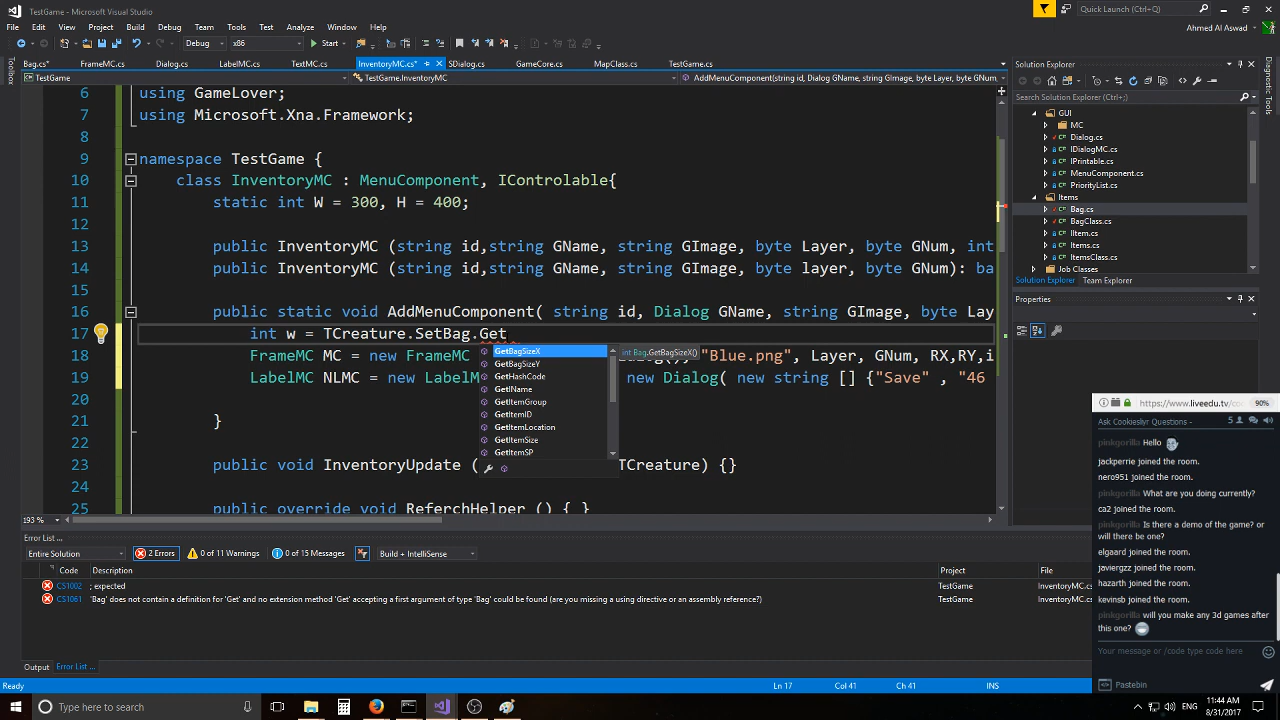 TestGame - Microsoft Visual Studio
Quick Launch (Ctrl+Q)
File Edit View Project Build Debug Team Tools Test Analyze Window Help
Ahmed Al Aswad
Debug x86 Start
Bag.cs* FrameMC.cs Dialog.cs LabelMC.cs TextMC.cs InventoryMC.cs* SDialog.cs GameCore.cs MapClass.cs TestGame.cs
TestGame TestGame.InventoryMC AddMenuComponent(string id, Dialog GName, string GImage, byte Layer, byte GNum,
Toolbox
6 using GameLover;
7 using Microsoft.Xna.Framework;
8
9 namespace TestGame {
10 class InventoryMC : MenuComponent, IControlable{
11 static int W = 300, H = 400;
12
13 public InventoryMC (string id,string GName, string GImage, byte Layer, byte GNum, int
14 public InventoryMC (string id,string GName, string GImage, byte layer, byte GNum): ba
15
16 public static void AddMenuComponent( string id, Dialog GName, string GImage, byte Lay
17 int w = TCreature.SetBag.Get
18 FrameMC MC = new FrameMC "Blue.png", Layer, GNum, RX,RY,i
19 LabelMC NLMC = new LabelM new Dialog( new string [] {"Save" , "46
20
21 }
22
23 public void InventoryUpdate ( TCreature) {}
24
25 public override void ReferchHelper () { }
GetBagSizeX
GetBagSizeY
GetHashCode
GetIName
GetItemGroup
GetItemID
GetItemLocation
GetItemSize
GetItemSP
int Bag.GetBagSizeX()
193 %
Solution Explorer
Search Solution Explorer (Ctrl+;)
GUI
MC
Dialog.cs
IDialogMC.cs
IPrintable.cs
MenuComponent.cs
PriorityList.cs
Items
Bag.cs
BagClass.cs
IItem.cs
Items.cs
ItemsClass.cs
Job Classes
Solution Explorer Team Explorer
Properties
Diagnostic Tools
Error List ...
Entire Solution 2 Errors 0 of 11 Warnings 0 of 15 Messages Build + IntelliSense
Code Description Project File
CS1002 ; expected TestGame InventoryMC.cs
CS1061 'Bag' does not contain a definition for 'Get' and no extension method 'Get' accepting a first argument of type 'Bag' could be found (are you missing a using directive or an assembly reference?) TestGame InventoryMC.cs
Output Error List ...
Ready Ln 17 Col 41 Ch 41 INS
https://www.liveedu.tv/ 90%
Ask Cookiesliyr Questions - 5
pinkgorilla Hello
jackperrie joined the room.
nero951 joined the room.
pinkgorilla What are you doing currently?
ca2 joined the room.
pinkgorilla Is there a demo of the game? or
will there be one?
elgaard joined the room.
javiergzz joined the room.
hazarth joined the room.
kevinsb joined the room.
pinkgorilla will you make any 3d games after
this one?
Your message or /code type code here
Pastebin
Type here to search
ENG 11:44 AM
8/31/2017